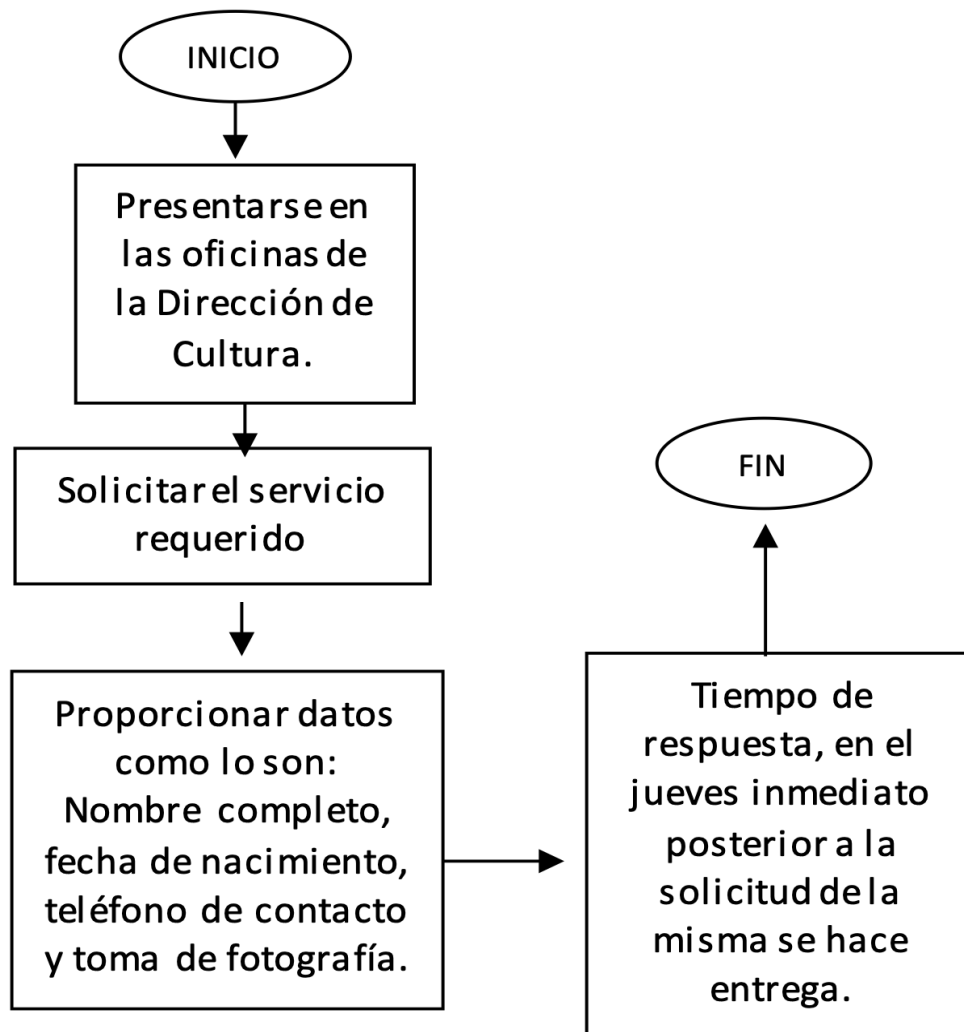 INICIO
Presentarse en
las oficinas de
la Dirección de
Cultura.
Solicitar el servicio
requerido
Proporcionar datos
como lo son:
Nombre completo,
fecha de nacimiento,
teléfono de contacto
y toma de fotografía.
Tiempo de
respuesta, en el
jueves inmediato
posterior a la
solicitud de la
misma se hace
entrega.
FIN